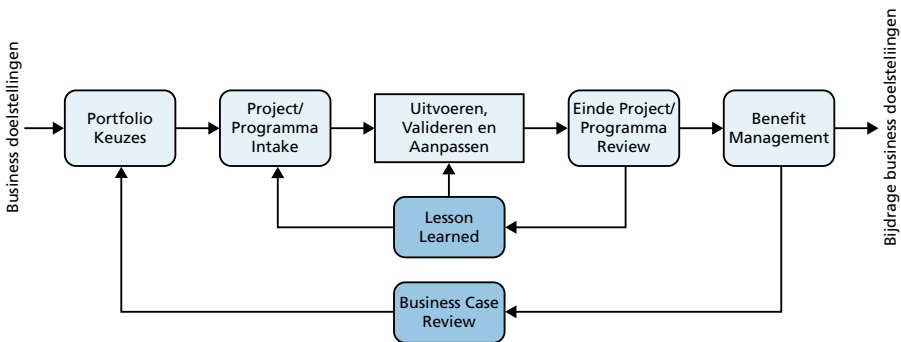 Business doelstellingen
Portfolio
Keuzes
Project/
Programma
Intake
Uitvoeren,
Valideren en
Aanpassen
Einde Project/
Programma
Review
Benefit
Management
Bijdrage business doelsteliingen
Lesson
Learned
Business Case
Review